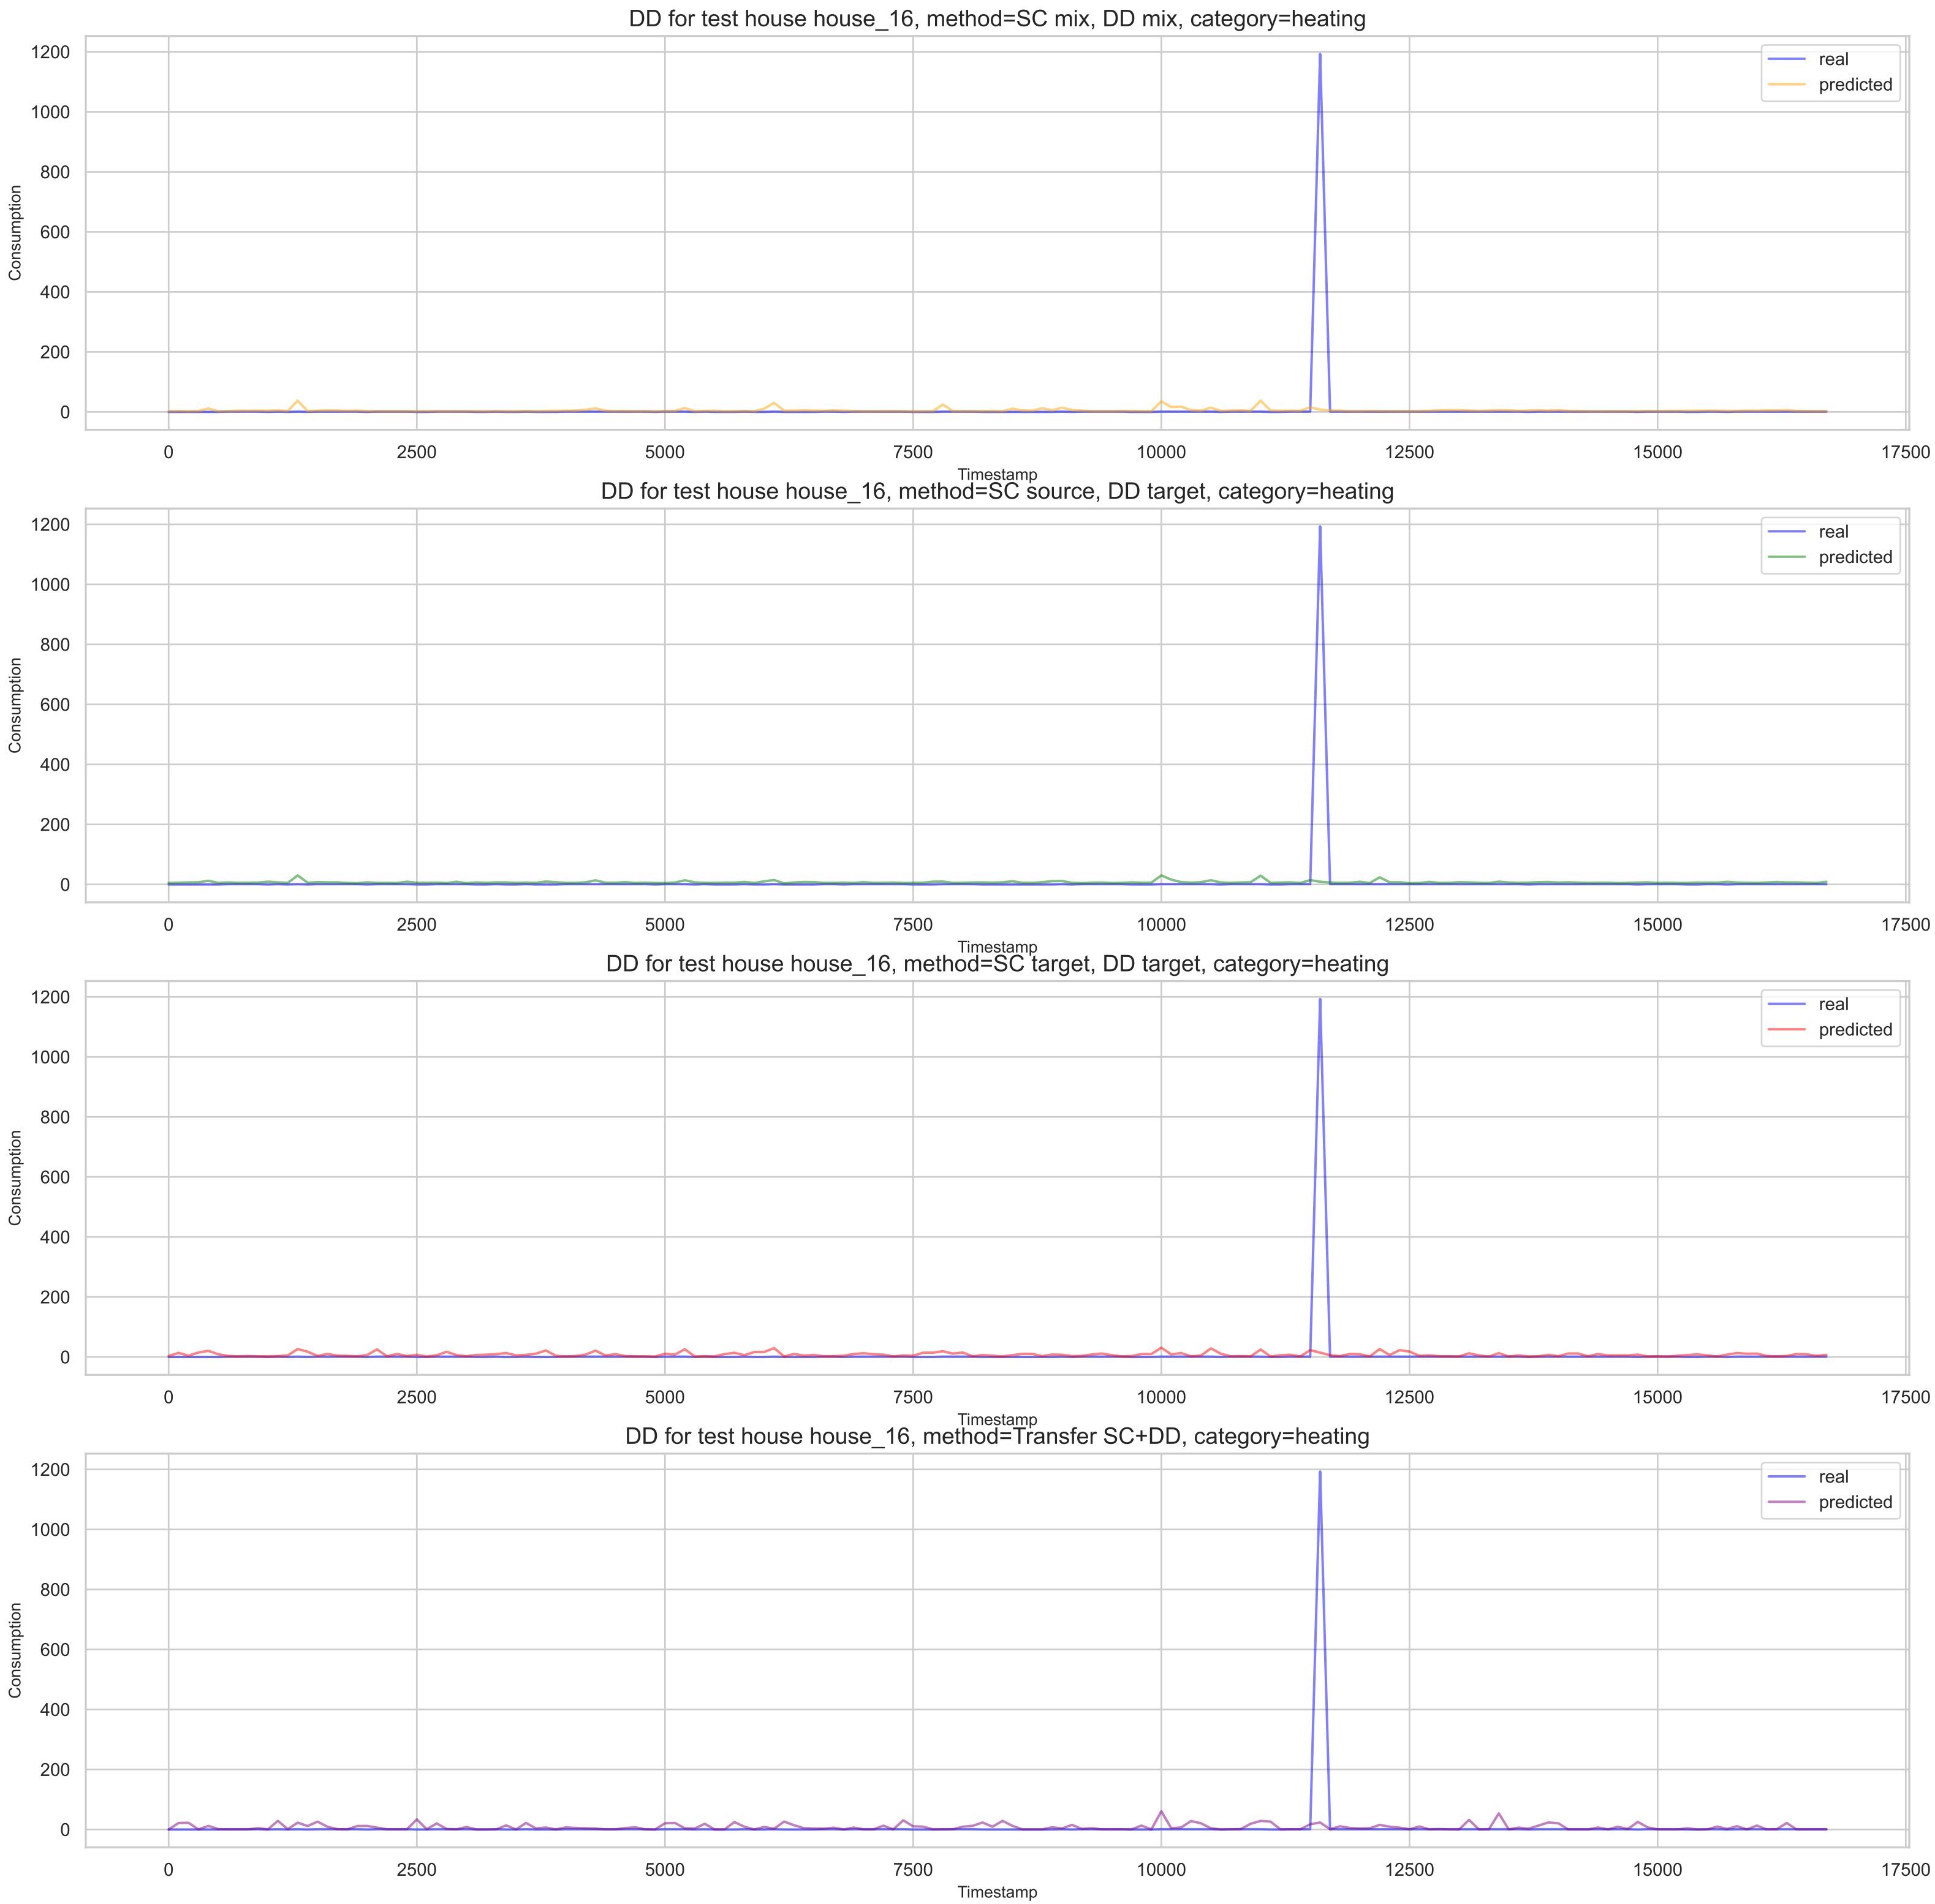 DD for test house house_16, method=SC mix, DD mix, category=heating
1200
1000
800
600
400
200
0
Consumption
real
predicted
0 2500 5000 7500 10000 12500 15000 17500
Timestamp
DD for test house house_16, method=SC source, DD target, category=heating
1200
1000
800
600
400
200
0
Consumption
real
predicted
0 2500 5000 7500 10000 12500 15000 17500
Timestamp
DD for test house house_16, method=SC target, DD target, category=heating
1200
1000
800
600
400
200
0
Consumption
real
predicted
0 2500 5000 7500 10000 12500 15000 17500
Timestamp
DD for test house house_16, method=Transfer SC+DD, category=heating
1200
1000
800
600
400
200
0
Consumption
real
predicted
0 2500 5000 7500 10000 12500 15000 17500
Timestamp